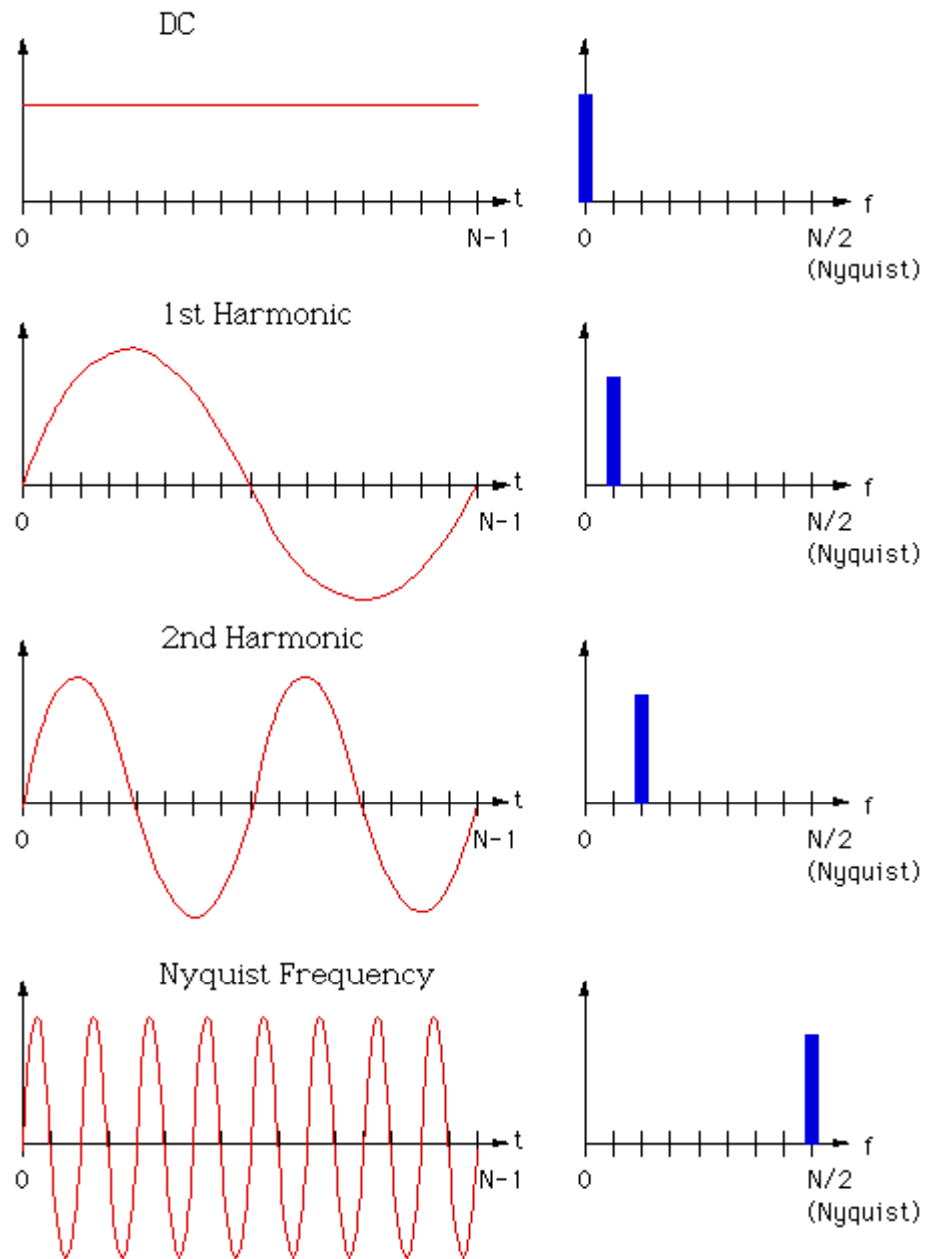 DC
t
0
N-1
f
0
N/2
(Nyquist)
1st Harmonic
t
0
N-1
f
0
N/2
(Nyquist)
2nd Harmonic
t
0
N-1
f
0
N/2
(Nyquist)
Nyquist Frequency
t
0
N-1
f
0
N/2
(Nyquist)